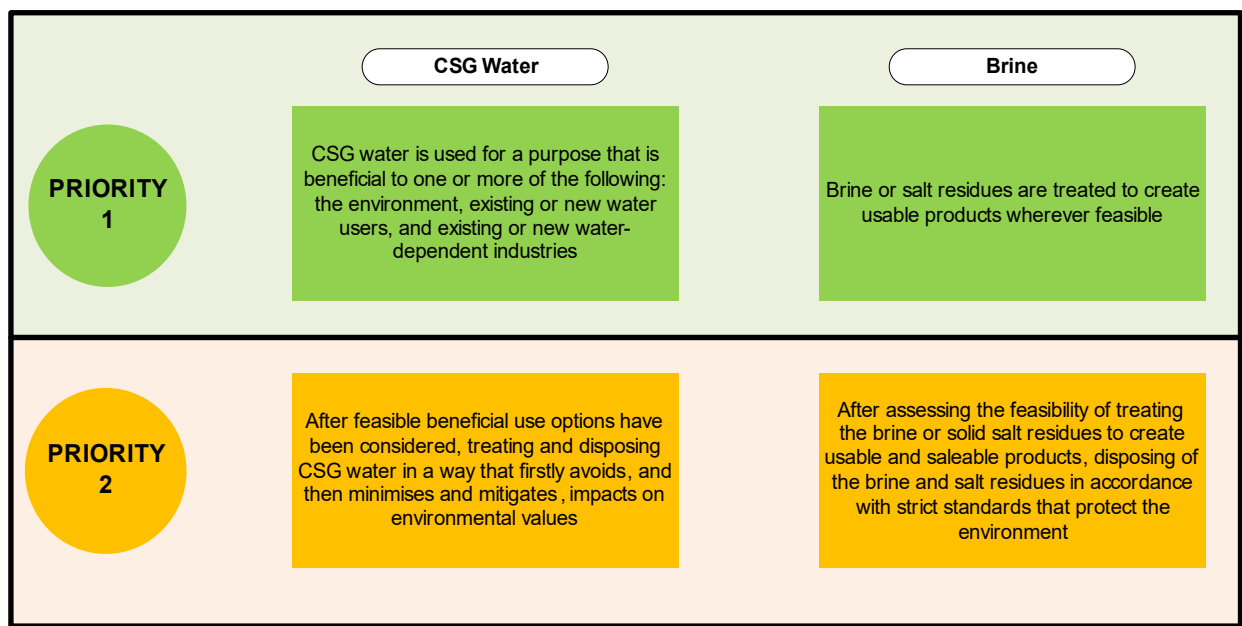 CSG Water
Brine
PRIORITY
1
CSG water is used for a purpose that is
beneficial to one or more of the following:
the environment, existing or new water
users, and existing or new water-
dependent industries
Brine or salt residues are treated to create
usable products wherever feasible
PRIORITY
2
After feasible beneficial use options have
been considered, treating and disposing
CSG water in a way that firstly avoids, and
then minimises and mitigates, impacts on
environmental values
After assessing the feasibility of treating
the brine or solid salt residues to create
usable and saleable products, disposing of
the brine and salt residues in accordance
with strict standards that protect the
environment